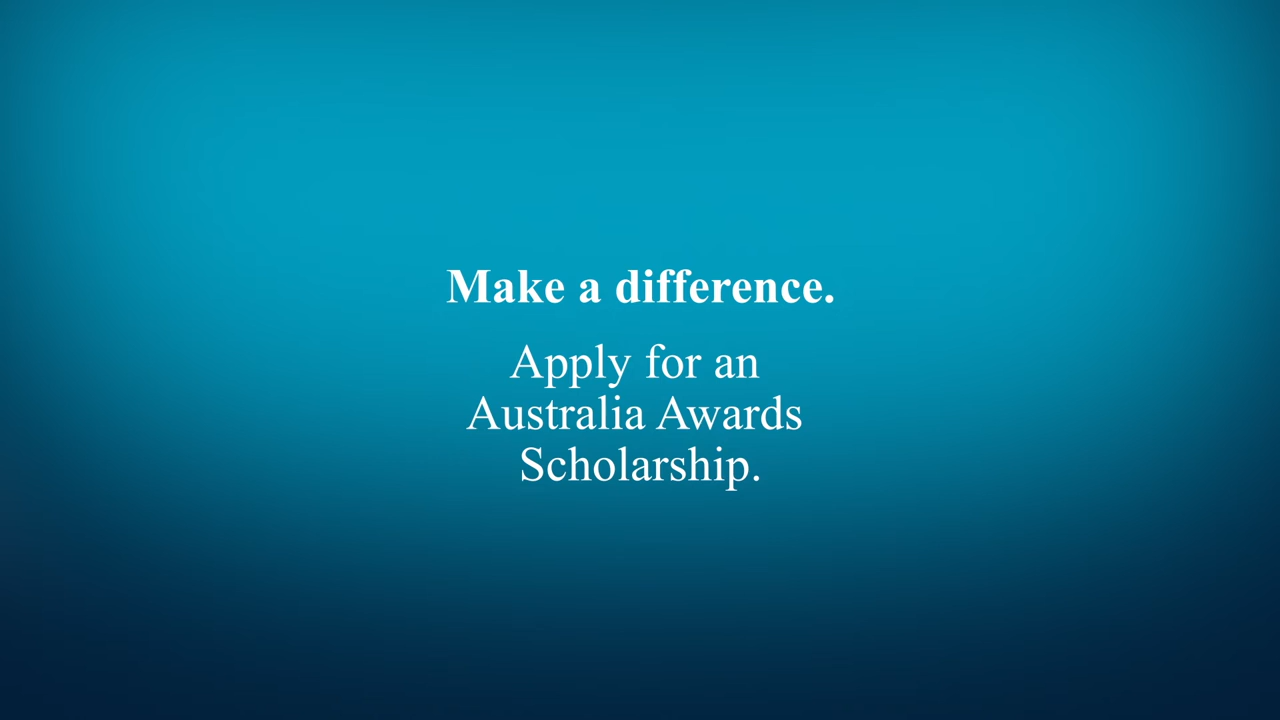 Make a difference.
Apply for an
Australia Awards
Scholarship.